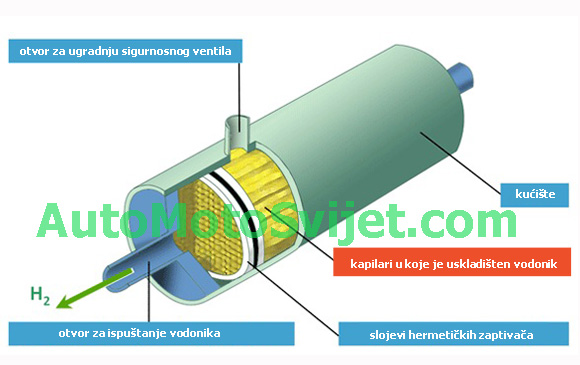 otvor za ugradnju sigurnosnog ventila
kućište
AutoMotoSvijet.com
kapilari u koje je uskladišten vodonik
H₂
otvor za ispuštanje vodonika
slojevi hermetičkih zaptivača